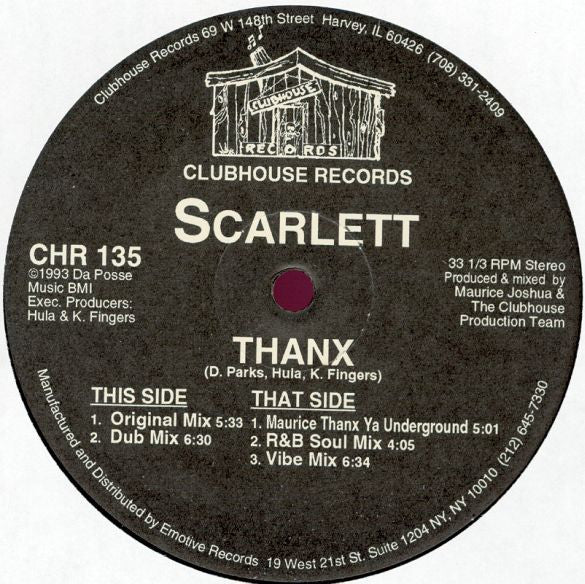 Clubhouse Records 69 W 148th Street Harvey, IL 60426 (708) 331-2409
CLUBHOUSE
RECORDS
CLUBHOUSE RECORDS
SCARLETT
CHR 135
©1993 Da Posse
Music BMI
Exec. Producers:
Hula & K. Fingers
33 1/3 RPM Stereo
Produced & mixed by
Maurice Joshua &
The Clubhouse
Production Team
THANX
(D. Parks, Hula, K. Fingers)
THIS SIDE
1. Original Mix 5:33
2. Dub Mix 6:30
THAT SIDE
1. Maurice Thanx Ya Underground 5:01
2. R&B Soul Mix 4:05
3. Vibe Mix 6:34
Manufactured and Distributed by Emotive Records 19 West 21st St. Suite 1204 NY, NY 10010 (212) 645-7330